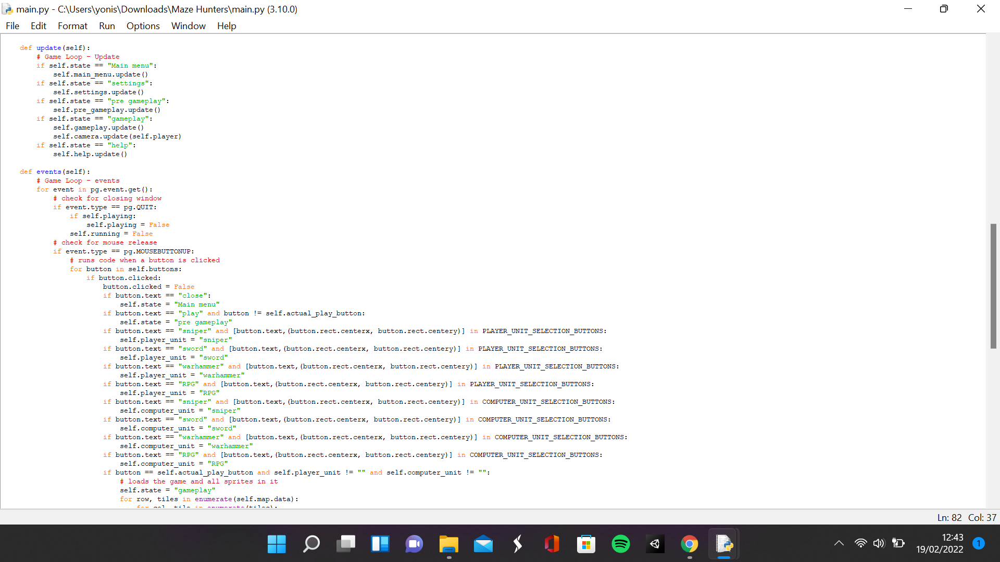 main.py - C:\Users\yonis\Downloads\Maze Hunters\main.py (3.10.0)
File Edit Format Run Options Window Help
    def update(self):
        # Game Loop - Update
        if self.state == "Main menu":
            self.main_menu.update()
        if self.state == "settings":
            self.settings.update()
        if self.state == "pre gameplay":
            self.pre_gameplay.update()
        if self.state == "gameplay":
            self.gameplay.update()
            self.camera.update(self.player)
        if self.state == "help":
            self.help.update()
    def events(self):
        # Game Loop - events
        for event in pg.event.get():
            # check for closing window
            if event.type == pg.QUIT:
                if self.playing:
                    self.playing = False
                self.running = False
            # check for mouse release
            if event.type == pg.MOUSEBUTTONUP:
                # runs code when a button is clicked
                for button in self.buttons:
                    if button.clicked:
                        button.clicked = False
                        if button.text == "close":
                            self.state = "Main menu"
                        if button.text == "play" and button != self.actual_play_button:
                            self.state = "pre gameplay"
                        if button.text == "sniper" and [button.text,(button.rect.centerx, button.rect.centery)] in PLAYER_UNIT_SELECTION_BUTTONS:
                            self.player_unit = "sniper"
                        if button.text == "sword" and [button.text,(button.rect.centerx, button.rect.centery)] in PLAYER_UNIT_SELECTION_BUTTONS:
                            self.player_unit = "sword"
                        if button.text == "warhammer" and [button.text,(button.rect.centerx, button.rect.centery)] in PLAYER_UNIT_SELECTION_BUTTONS:
                            self.player_unit = "warhammer"
                        if button.text == "RPG" and [button.text,(button.rect.centerx, button.rect.centery)] in PLAYER_UNIT_SELECTION_BUTTONS:
                            self.player_unit = "RPG"
                        if button.text == "sniper" and [button.text,(button.rect.centerx, button.rect.centery)] in COMPUTER_UNIT_SELECTION_BUTTONS:
                            self.computer_unit = "sniper"
                        if button.text == "sword" and [button.text,(button.rect.centerx, button.rect.centery)] in COMPUTER_UNIT_SELECTION_BUTTONS:
                            self.computer_unit = "sword"
                        if button.text == "warhammer" and [button.text,(button.rect.centerx, button.rect.centery)] in COMPUTER_UNIT_SELECTION_BUTTONS:
                            self.computer_unit = "warhammer"
                        if button.text == "RPG" and [button.text,(button.rect.centerx, button.rect.centery)] in COMPUTER_UNIT_SELECTION_BUTTONS:
                            self.computer_unit = "RPG"
                        if button == self.actual_play_button and self.player_unit != "" and self.computer_unit != "":
                            # loads the game and all sprites in it
                            self.state = "gameplay"
                            for row, tiles in enumerate(self.map.data):
                                for col, tile in enumerate(tiles):
Ln: 82 Col: 37
12:43
19/02/2022
1